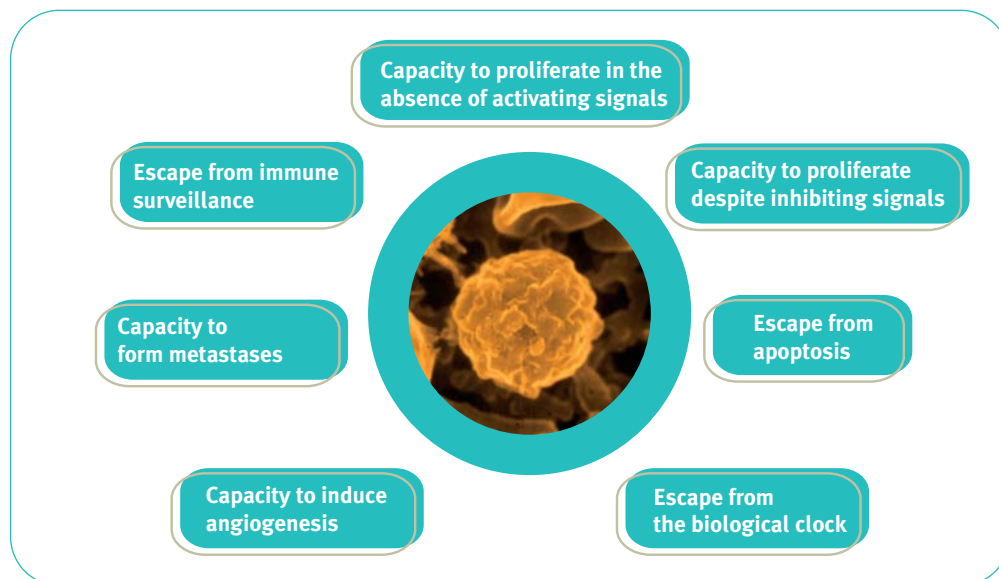 Capacity to proliferate in the
absence of activating signals
Escape from immune
surveillance
Capacity to proliferate
despite inhibiting signals
Capacity to
form metastases
Escape from
apoptosis
Capacity to induce
angiogenesis
Escape from
the biological clock